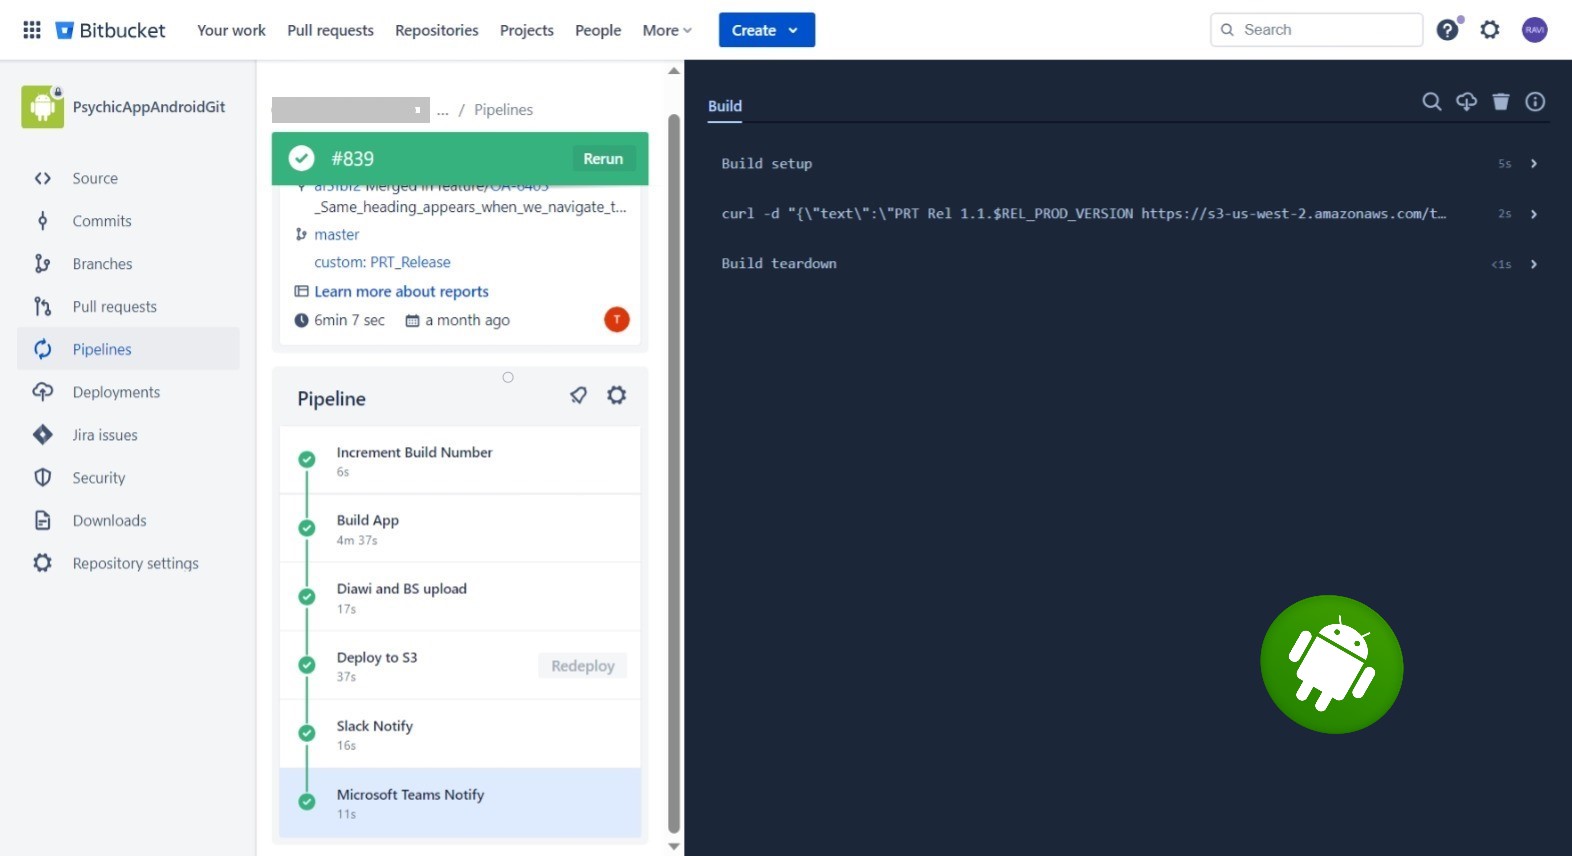 Bitbucket
Your work
Pull requests
Repositories
Projects
People
More
Create
Search
RAVI
PsychicAppAndroidGit
Source
Commits
Branches
Pull requests
Pipelines
Deployments
Jira issues
Security
Downloads
Repository settings
... / Pipelines
#839
Rerun
Merged in feature/
_Same_heading_appears_when_we_navigate_t...
master
custom: PRT_Release
Learn more about reports
6min 7 sec
a month ago
T
Pipeline
Increment Build Number
6s
Build App
4m 37s
Diawi and BS upload
17s
Deploy to S3
37s
Redeploy
Slack Notify
16s
Microsoft Teams Notify
11s
Build
Build setup
5s
curl -d "{\"text\":\"PRT Rel 1.1.$REL_PROD_VERSION https://s3-us-west-2.amazonaws.com/t…
2s
Build teardown
<1s